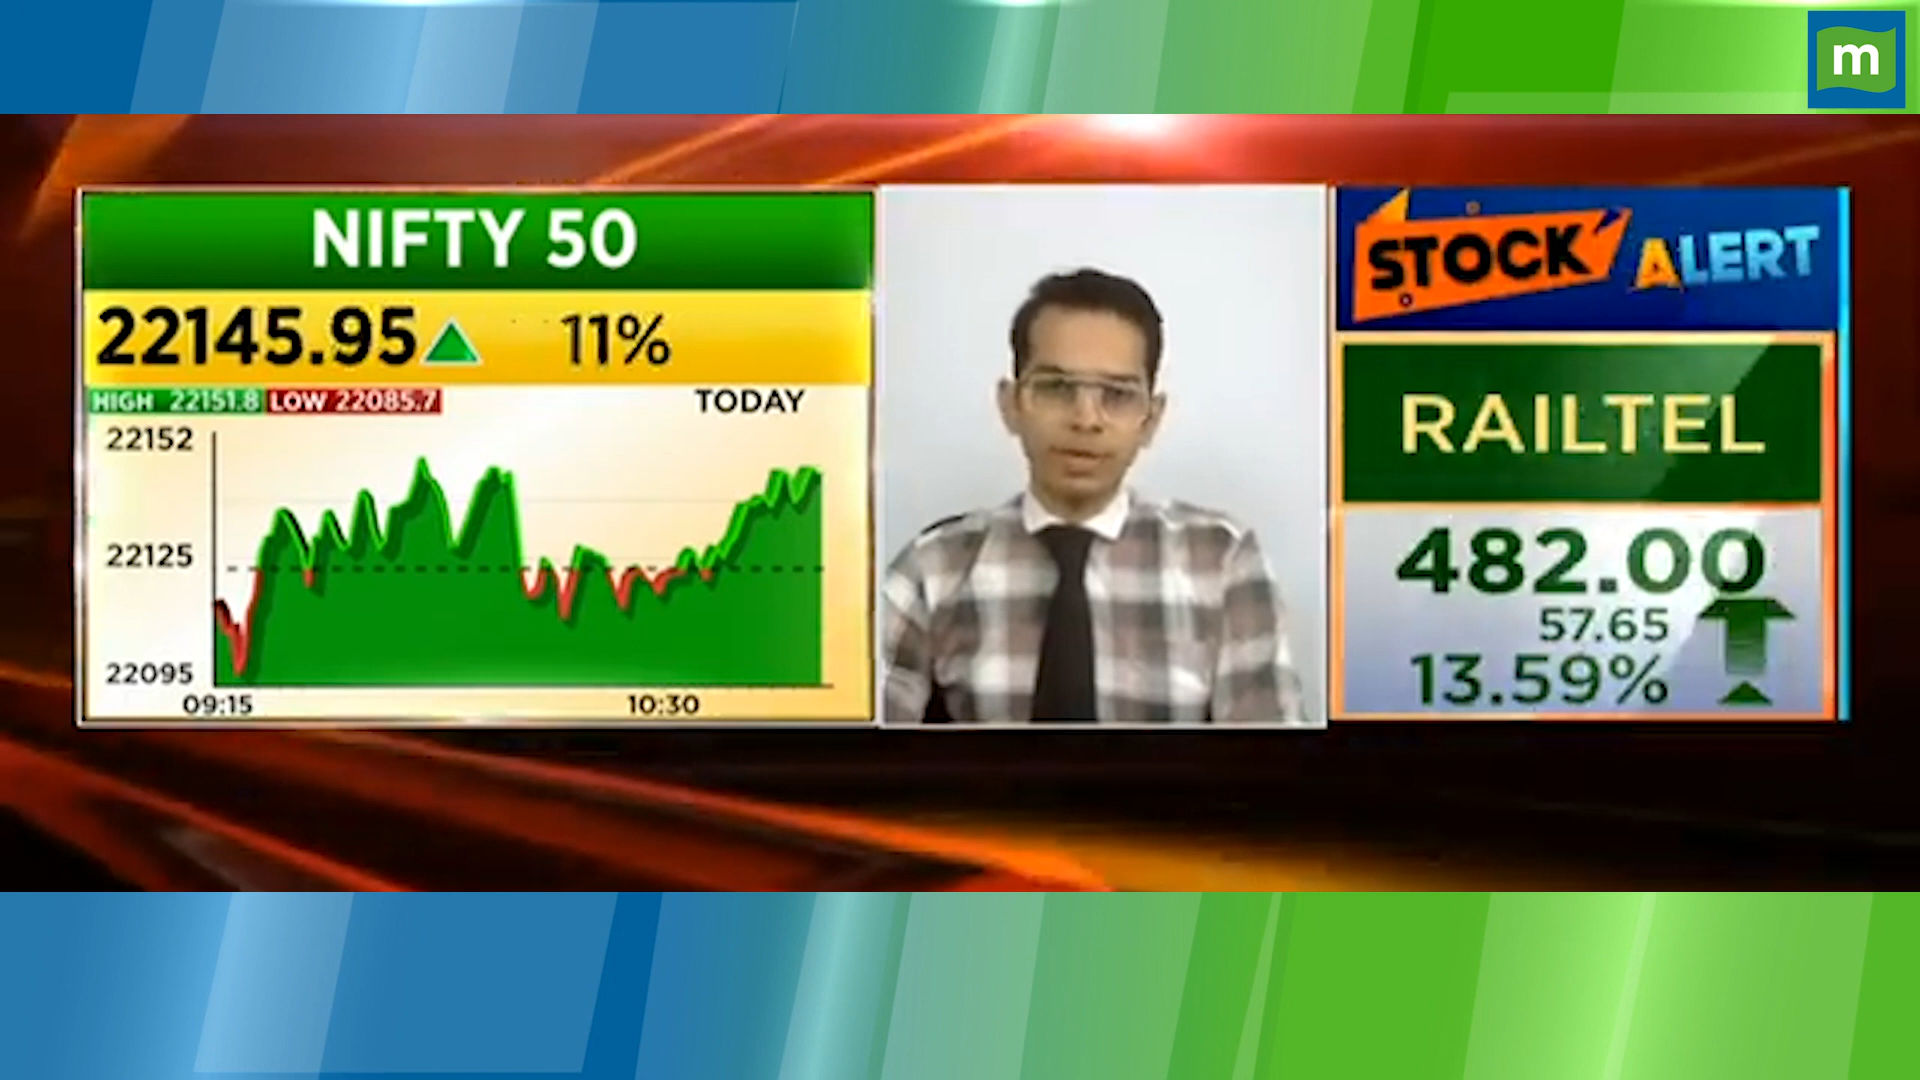 m
NIFTY 50
22145.95 11%
HIGH 22151.8 LOW 22085.7
TODAY
22152
22125
22095
09:15 10:30
STOCK ALERT
RAILTEL
482.00
57.65
13.59%